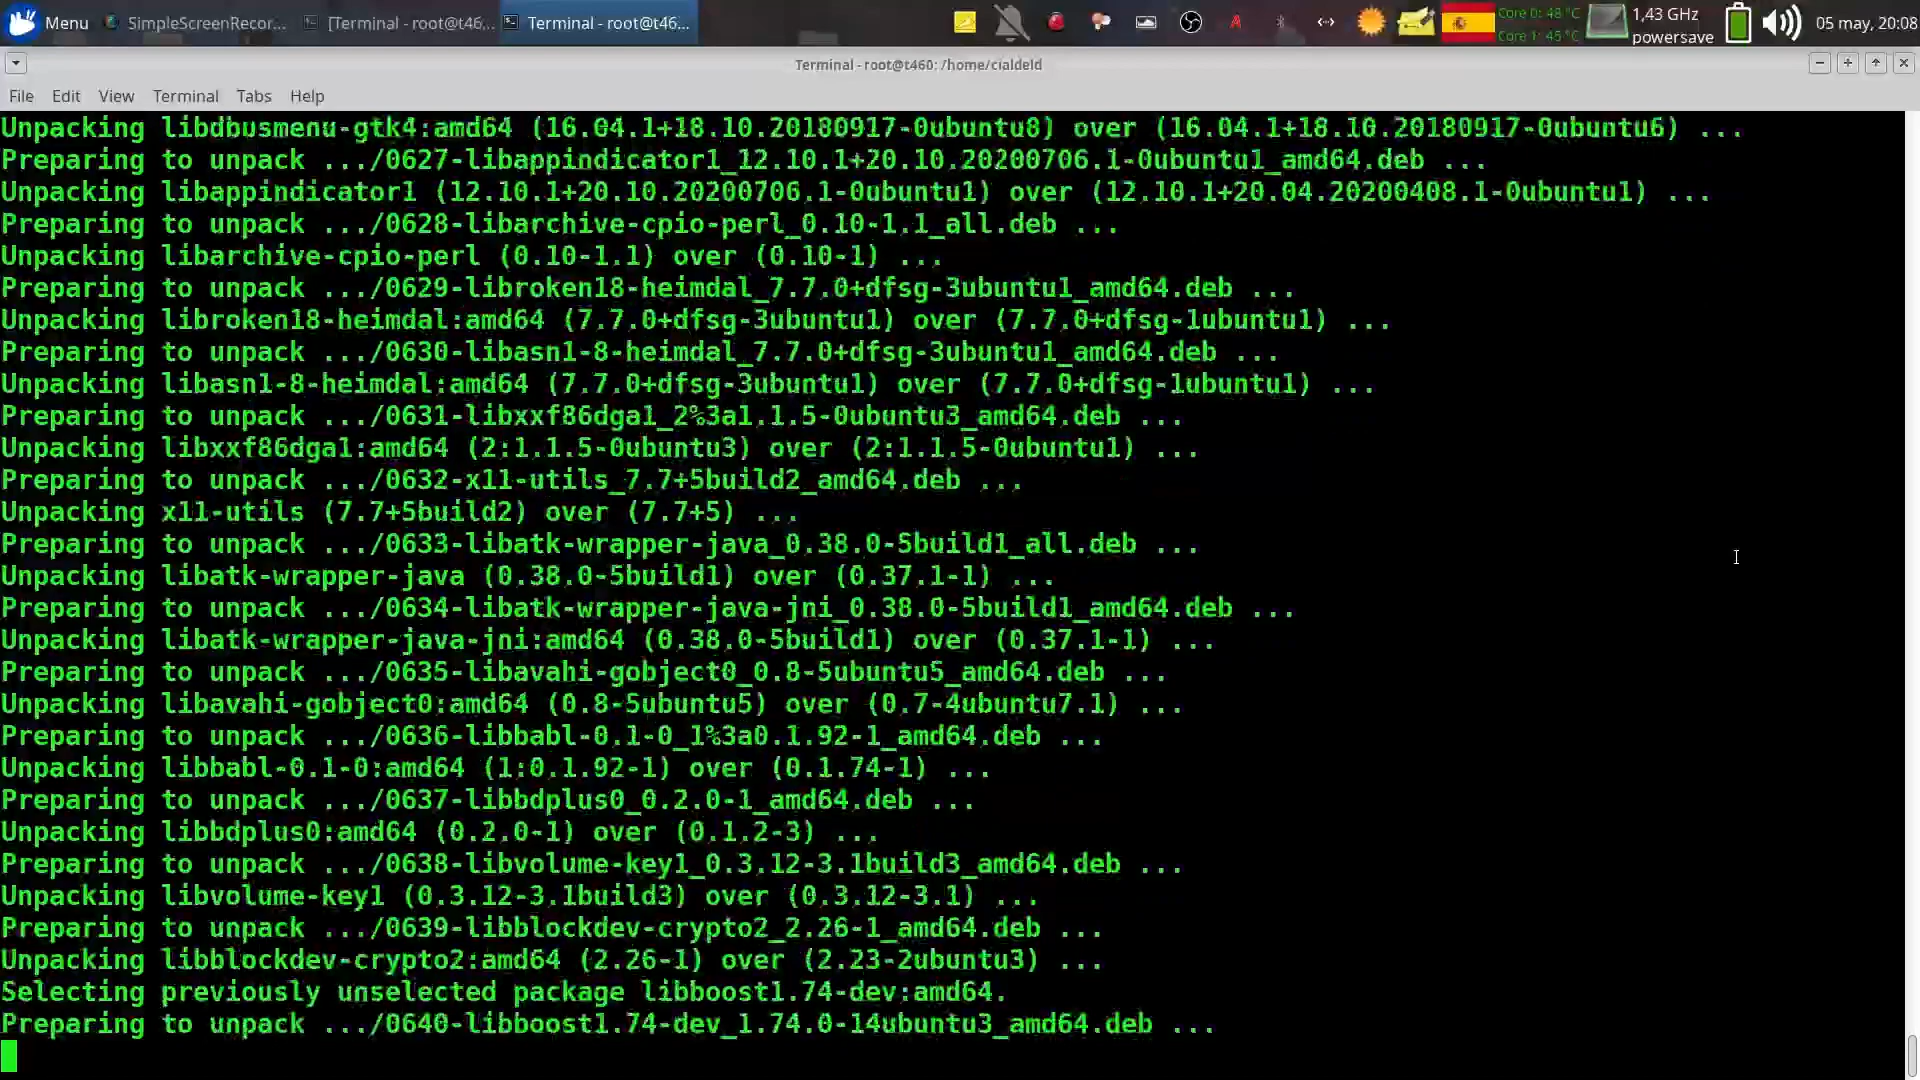 Menu SimpleScreenRecor... [Terminal - root@t46... Terminal - root@t46... Core 0: 48 °C Core 1: 45 °C 1,43 GHz powersave 05 may, 20:08
Terminal - root@t460: /home/cialdeld
File Edit View Terminal Tabs Help
Unpacking libdbusmenu-gtk4:amd64 (16.04.1+18.10.20180917-0ubuntu8) over (16.04.1+18.10.20180917-0ubuntu6) ...
Preparing to unpack .../0627-libappindicator1_12.10.1+20.10.20200706.1-0ubuntu1_amd64.deb ...
Unpacking libappindicator1 (12.10.1+20.10.20200706.1-0ubuntu1) over (12.10.1+20.04.20200408.1-0ubuntu1) ...
Preparing to unpack .../0628-libarchive-cpio-perl_0.10-1.1_all.deb ...
Unpacking libarchive-cpio-perl (0.10-1.1) over (0.10-1) ...
Preparing to unpack .../0629-libroken18-heimdal_7.7.0+dfsg-3ubuntu1_amd64.deb ...
Unpacking libroken18-heimdal:amd64 (7.7.0+dfsg-3ubuntu1) over (7.7.0+dfsg-1ubuntu1) ...
Preparing to unpack .../0630-libasn1-8-heimdal_7.7.0+dfsg-3ubuntu1_amd64.deb ...
Unpacking libasn1-8-heimdal:amd64 (7.7.0+dfsg-3ubuntu1) over (7.7.0+dfsg-1ubuntu1) ...
Preparing to unpack .../0631-libxxf86dga1_2%3a1.1.5-0ubuntu3_amd64.deb ...
Unpacking libxxf86dga1:amd64 (2:1.1.5-0ubuntu3) over (2:1.1.5-0ubuntu1) ...
Preparing to unpack .../0632-x11-utils_7.7+5build2_amd64.deb ...
Unpacking x11-utils (7.7+5build2) over (7.7+5) ...
Preparing to unpack .../0633-libatk-wrapper-java_0.38.0-5build1_all.deb ...
Unpacking libatk-wrapper-java (0.38.0-5build1) over (0.37.1-1) ...
Preparing to unpack .../0634-libatk-wrapper-java-jni_0.38.0-5build1_amd64.deb ...
Unpacking libatk-wrapper-java-jni:amd64 (0.38.0-5build1) over (0.37.1-1) ...
Preparing to unpack .../0635-libavahi-gobject0_0.8-5ubuntu5_amd64.deb ...
Unpacking libavahi-gobject0:amd64 (0.8-5ubuntu5) over (0.7-4ubuntu7.1) ...
Preparing to unpack .../0636-libbabl-0.1-0_1%3a0.1.92-1_amd64.deb ...
Unpacking libbabl-0.1-0:amd64 (1:0.1.92-1) over (0.1.74-1) ...
Preparing to unpack .../0637-libbdplus0_0.2.0-1_amd64.deb ...
Unpacking libbdplus0:amd64 (0.2.0-1) over (0.1.2-3) ...
Preparing to unpack .../0638-libvolume-key1_0.3.12-3.1build3_amd64.deb ...
Unpacking libvolume-key1 (0.3.12-3.1build3) over (0.3.12-3.1) ...
Preparing to unpack .../0639-libblockdev-crypto2_2.26-1_amd64.deb ...
Unpacking libblockdev-crypto2:amd64 (2.26-1) over (2.23-2ubuntu3) ...
Selecting previously unselected package libboost1.74-dev:amd64.
Preparing to unpack .../0640-libboost1.74-dev_1.74.0-14ubuntu3_amd64.deb ...